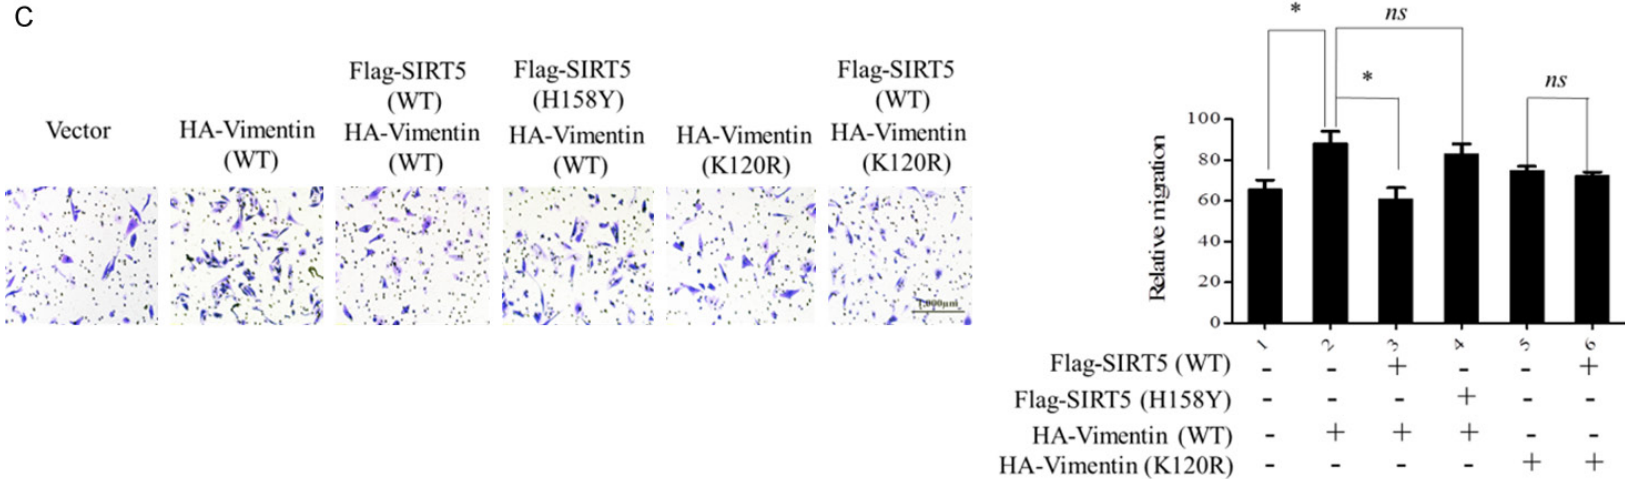 C
Vector
HA-Vimentin
(WT)
Flag-SIRT5
(WT)
HA-Vimentin
(WT)
Flag-SIRT5
(H158Y)
HA-Vimentin
(WT)
HA-Vimentin
(K120R)
Flag-SIRT5
(WT)
HA-Vimentin
(K120R)
* ns
* ns
Relative migration
100
80
60
40
20
0
1 2 3 4 5 6
Flag-SIRT5 (WT) - - + - - +
Flag-SIRT5 (H158Y) - - - + - -
HA-Vimentin (WT) - + + + - -
HA-Vimentin (K120R) - - - - + +